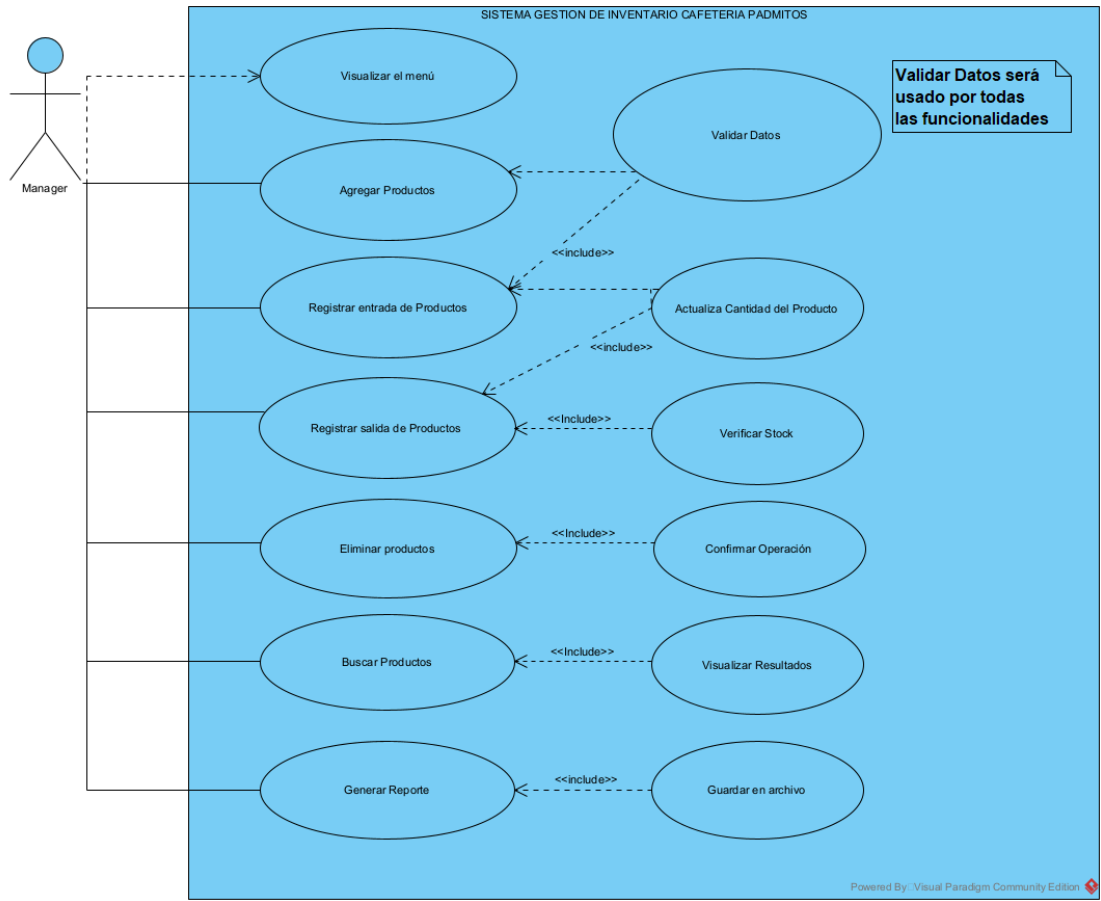 SISTEMA GESTION DE INVENTARIO CAFETERIA PADMITOS
Visualizar el menú
Validar Datos será
usado por todas
las funcionalidades
Validar Datos
Manager
Agregar Productos
<<include>>
Registrar entrada de Productos
Actualiza Cantidad del Producto
<<include>>
Registrar salida de Productos
<<Include>>
Verificar Stock
Eliminar productos
<<Include>>
Confirmar Operación
Buscar Productos
<<Include>>
Visualizar Resultados
Generar Reporte
<<include>>
Guardar en archivo
Powered By Visual Paradigm Community Edition